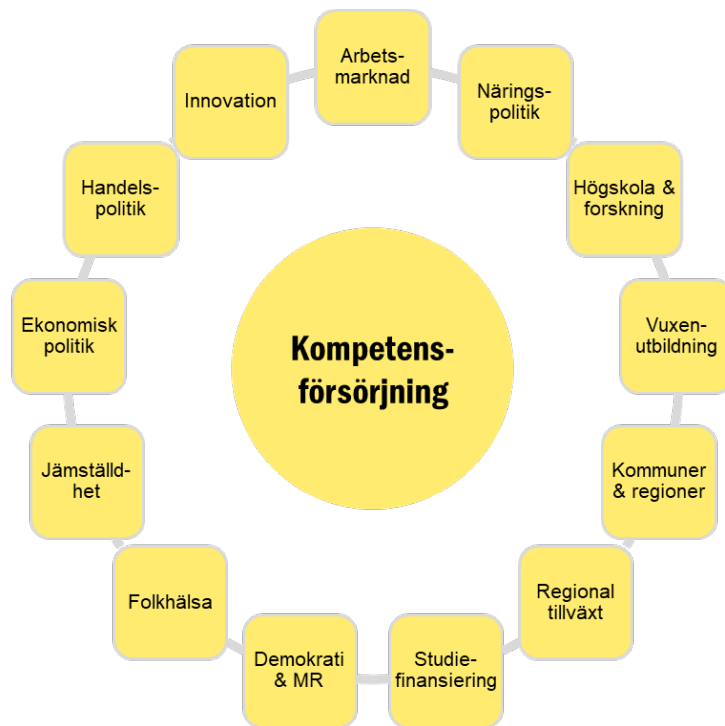 Arbets-
marknad
Närings-
politik
Högskola &
forskning
Vuxen-
utbildning
Kommuner
& regioner
Regional
tillväxt
Studie-
finansiering
Demokrati
& MR
Folkhälsa
Jämställd-
het
Ekonomisk
politik
Handels-
politik
Innovation
Kompetens-
försörjning